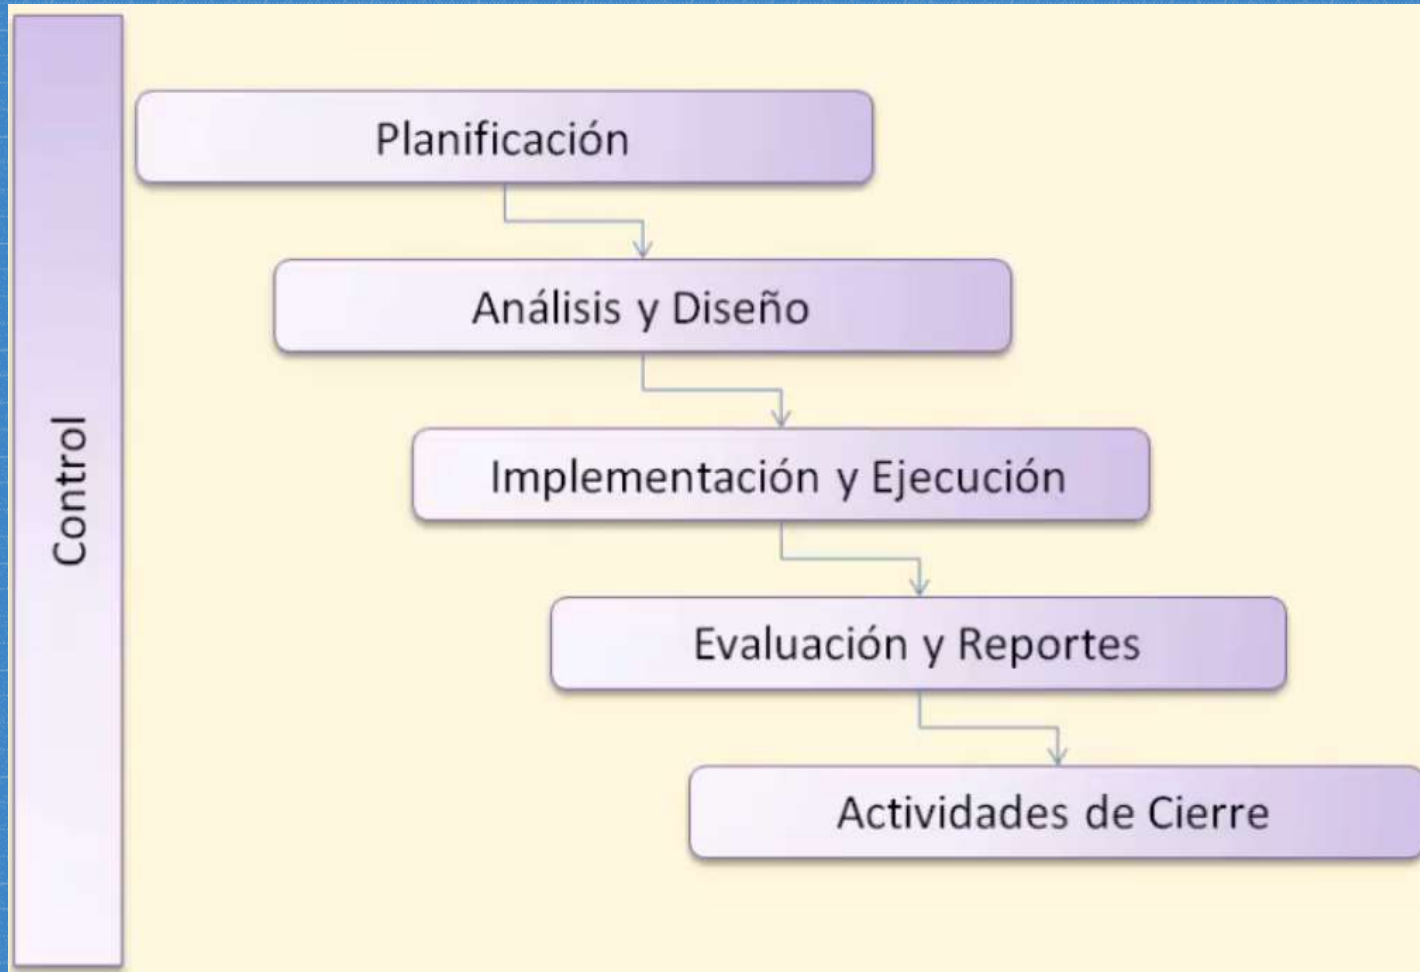 Control
Planificación
Análisis y Diseño
Implementación y Ejecución
Evaluación y Reportes
Actividades de Cierre